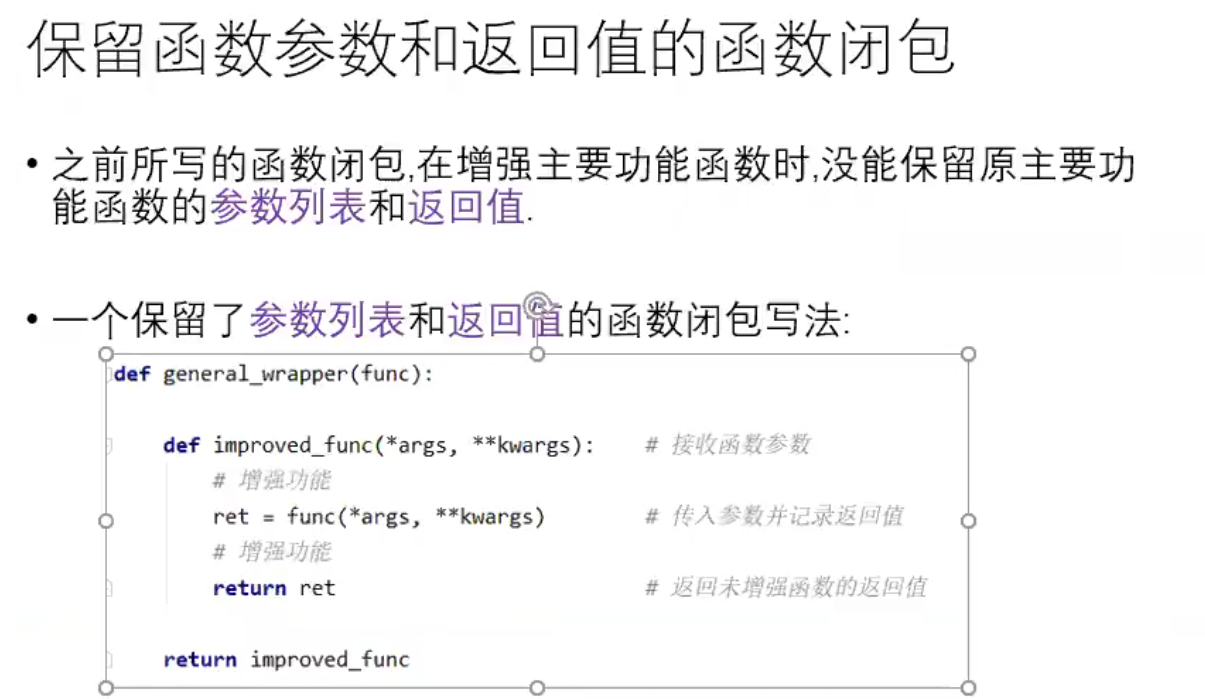 保留函数参数和返回值的函数闭包
• 之前所写的函数闭包,在增强主要功能函数时,没能保留原主要功
能函数的参数列表和返回值.
• 一个保留了参数列表和返回值的函数闭包写法:
def general_wrapper(func):
def improved_func(*args, **kwargs): # 接收函数参数
# 增强功能
ret = func(*args, **kwargs) # 传入参数并记录返回值
# 增强功能
return ret # 返回未增强函数的返回值
return improved_func